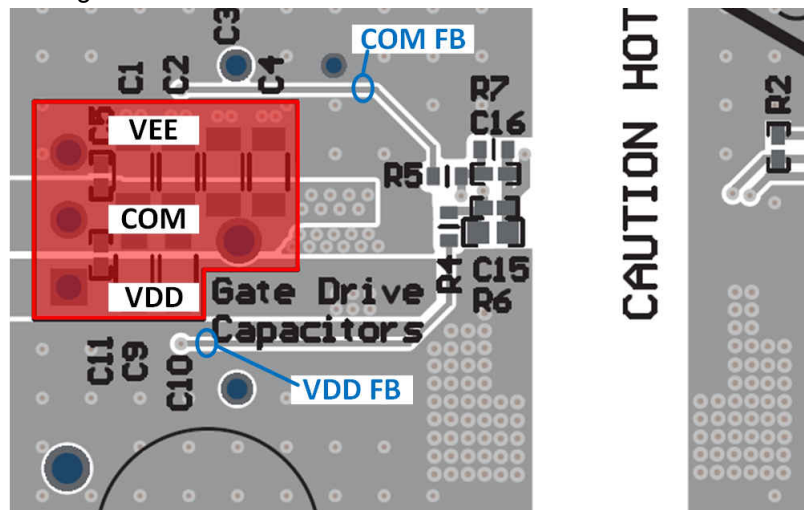 C3
COM FB
C1
C2
C4
R7
C16
C5
VEE
R5
COM
VDD
R4
C15
R6
Gate Drive
Capacitors
C11
C9
C10
VDD FB
CAUTION HOT
R2